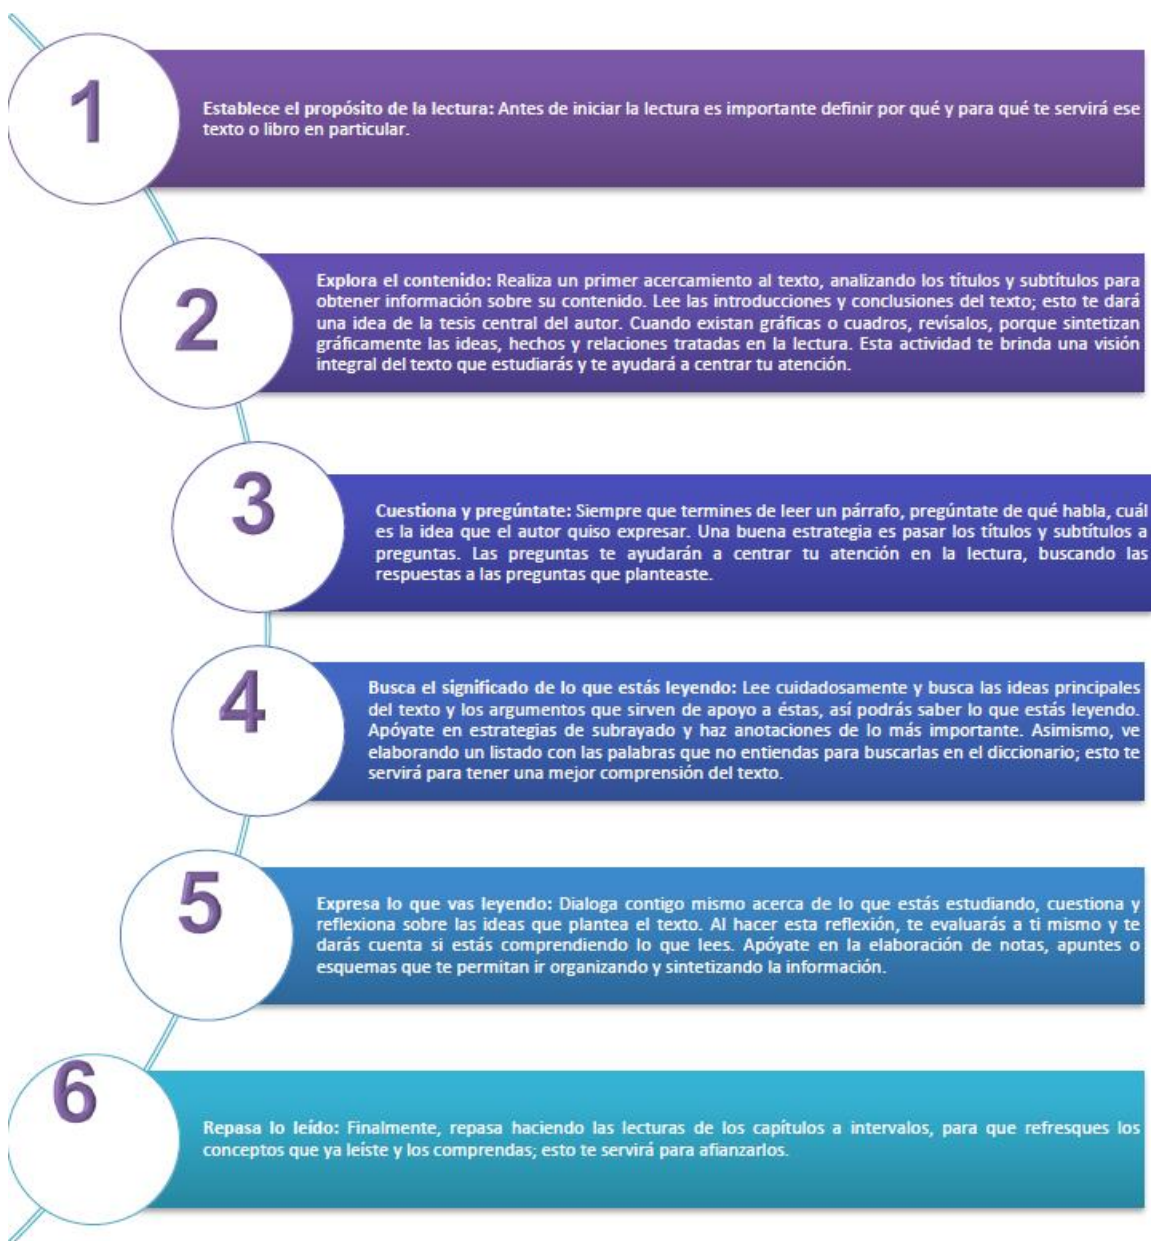 1
Establece el propósito de la lectura: Antes de iniciar la lectura es importante definir por qué y para qué te servirá ese
texto o libro en particular.
2
Explora el contenido: Realiza un primer acercamiento al texto, analizando los títulos y subtítulos para
obtener información sobre su contenido. Lee las introducciones y conclusiones del texto; esto te dará
una idea de la tesis central del autor. Cuando existan gráficas o cuadros, revísalos, porque sintetizan
gráficamente las ideas, hechos y relaciones tratadas en la lectura. Esta actividad te brinda una visión
integral del texto que estudiarás y te ayudará a centrar tu atención.
3
Cuestiona y pregúntate: Siempre que termines de leer un párrafo, pregúntate de qué habla, cuál
es la idea que el autor quiso expresar. Una buena estrategia es pasar los títulos y subtítulos a
preguntas. Las preguntas te ayudarán a centrar tu atención en la lectura, buscando las
respuestas a las preguntas que planteaste.
4
Busca el significado de lo que estás leyendo: Lee cuidadosamente y busca las ideas principales
del texto y los argumentos que sirven de apoyo a éstas, así podrás saber lo que estás leyendo.
Apóyate en estrategias de subrayado y haz anotaciones de lo más importante. Asimismo, ve
elaborando un listado con las palabras que no entiendas para buscarlas en el diccionario; esto te
servirá para tener una mejor comprensión del texto.
5
Expresa lo que vas leyendo: Dialoga contigo mismo acerca de lo que estás estudiando, cuestiona y
reflexiona sobre las ideas que plantea el texto. Al hacer esta reflexión, te evaluarás a ti mismo y te
darás cuenta si estás comprendiendo lo que lees. Apóyate en la elaboración de notas, apuntes o
esquemas que te permitan ir organizando y sintetizando la información.
6
Repasa lo leído: Finalmente, repasa haciendo las lecturas de los capítulos a intervalos, para que refresques los
conceptos que ya leíste y los comprendas; esto te servirá para afianzarlos.